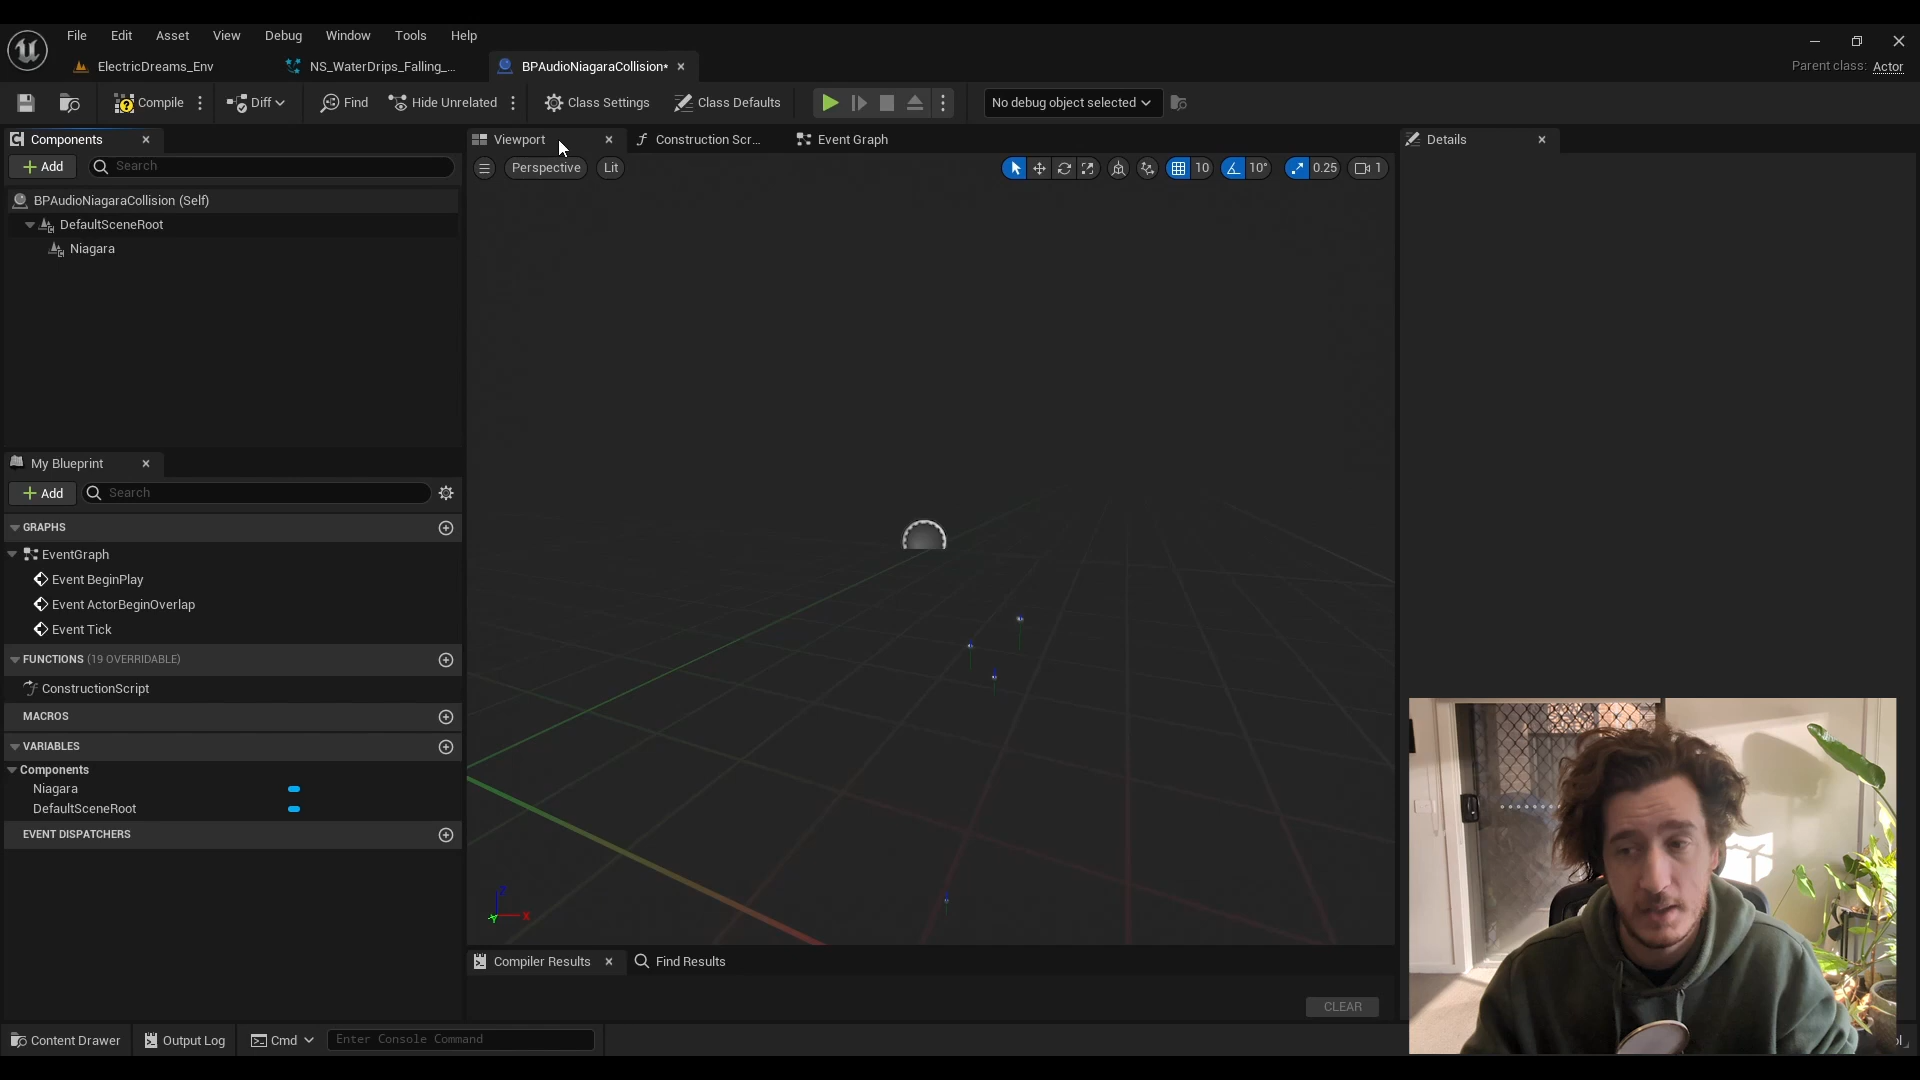 File Edit Asset View Debug Window Tools Help
ElectricDreams_Env NS_WaterDrips_Falling_... BPAudioNiagaraCollision*
Parent class: Actor
Compile Diff Find Hide Unrelated Class Settings Class Defaults No debug object selected
Components Viewport Construction Scr... Event Graph Details
Add Search Perspective Lit 10 10° 0.25 1
BPAudioNiagaraCollision (Self)
DefaultSceneRoot
Niagara
My Blueprint
Add Search
GRAPHS
EventGraph
Event BeginPlay
Event ActorBeginOverlap
Event Tick
FUNCTIONS (19 OVERRIDABLE)
ConstructionScript
MACROS
VARIABLES
Components
Niagara
DefaultSceneRoot
EVENT DISPATCHERS
Z
X
Y
Compiler Results Find Results
CLEAR
Content Drawer Output Log Cmd Enter Console Command